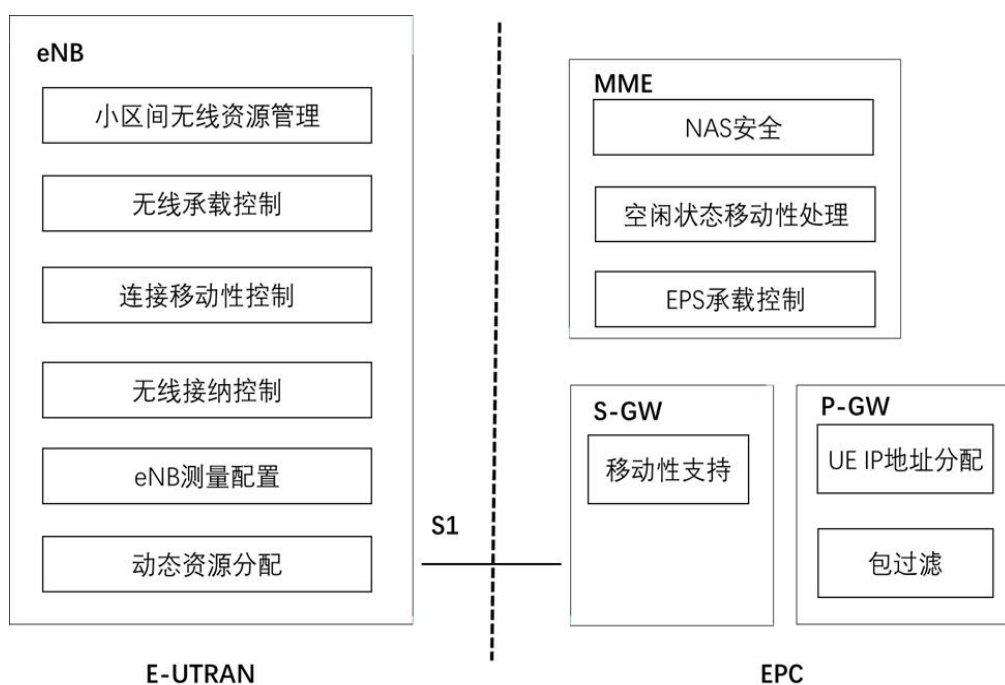 eNB
小区间无线资源管理
无线承载控制
连接移动性控制
无线接纳控制
eNB测量配置
动态资源分配
E-UTRAN
S1
MME
NAS安全
空闲状态移动性处理
EPS承载控制
S-GW
移动性支持
P-GW
UE IP地址分配
包过滤
EPC